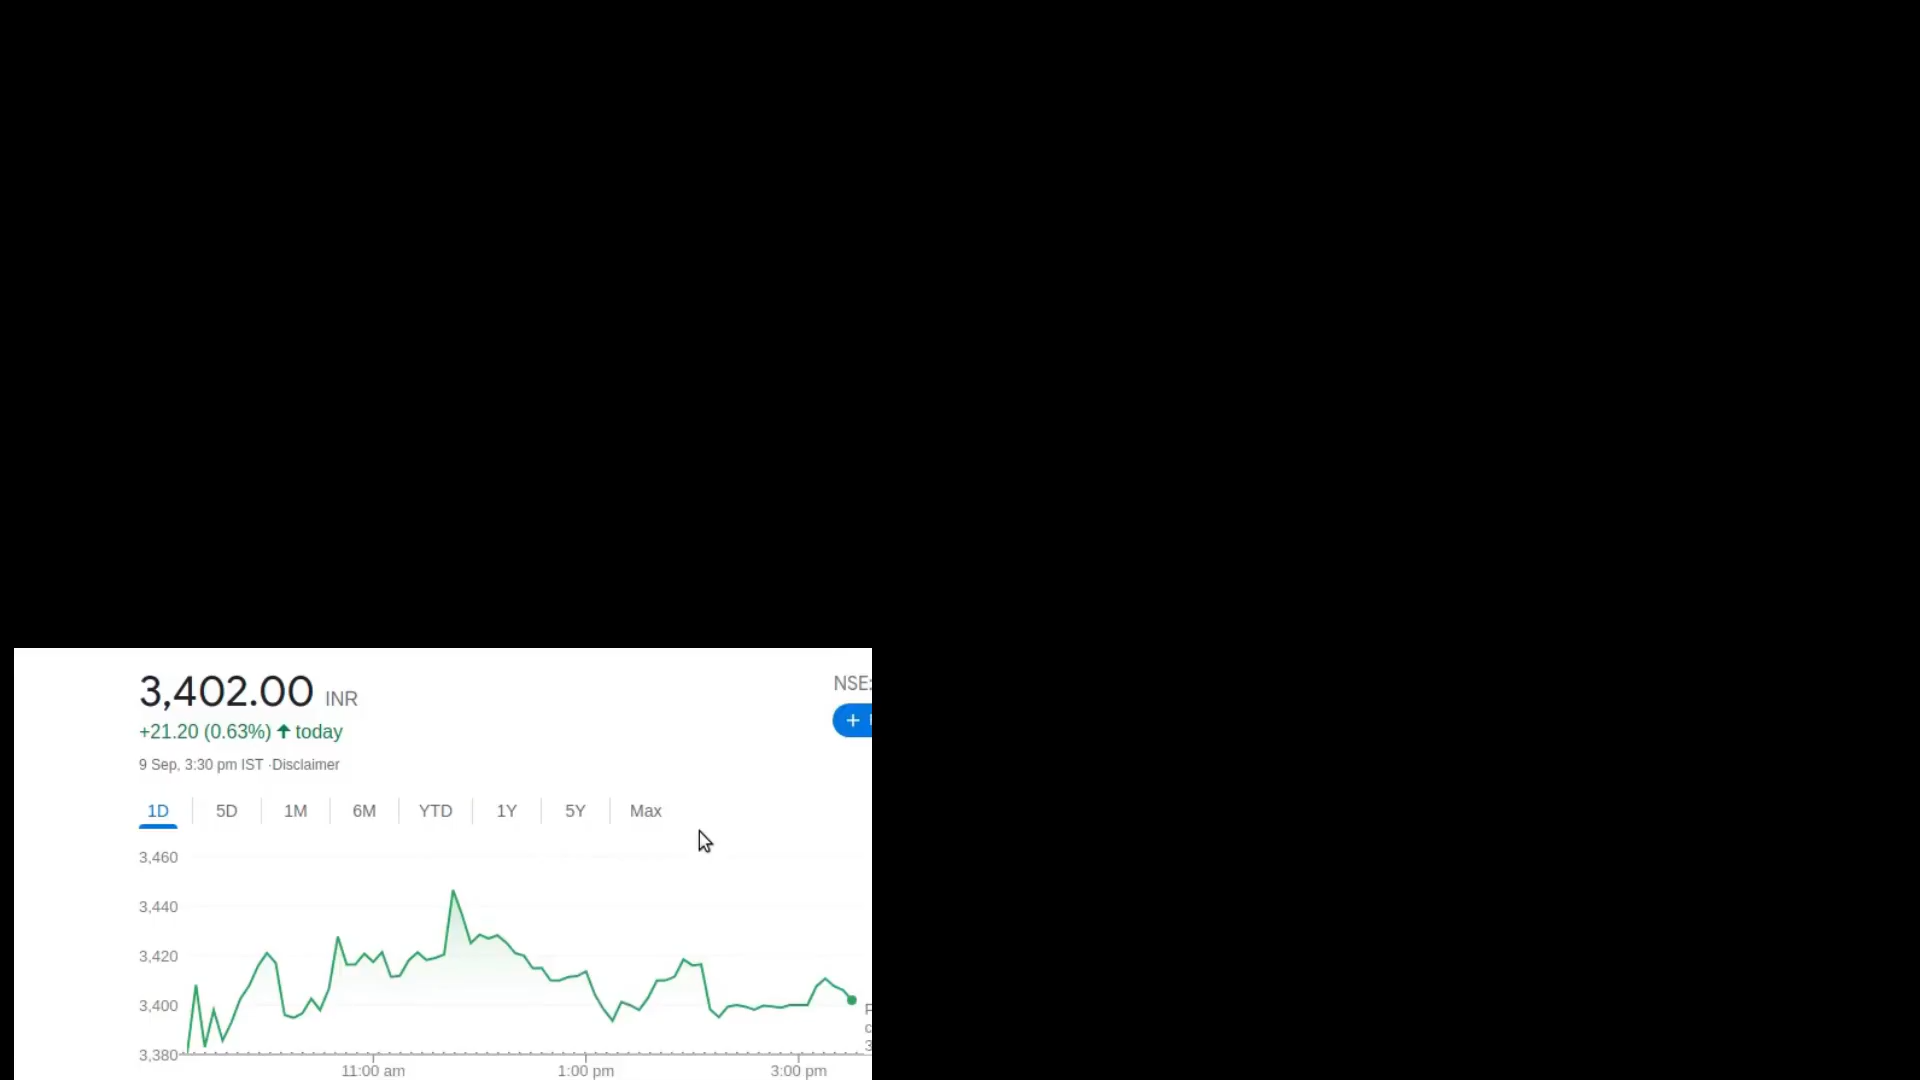 3,402.00 INR
NSE:
+21.20 (0.63%) ↑ today
+
9 Sep, 3:30 pm IST ·Disclaimer
1D 5D 1M 6M YTD 1Y 5Y Max
3,460
3,440
3,420
3,400
3,380
11:00 am 1:00 pm 3:00 pm